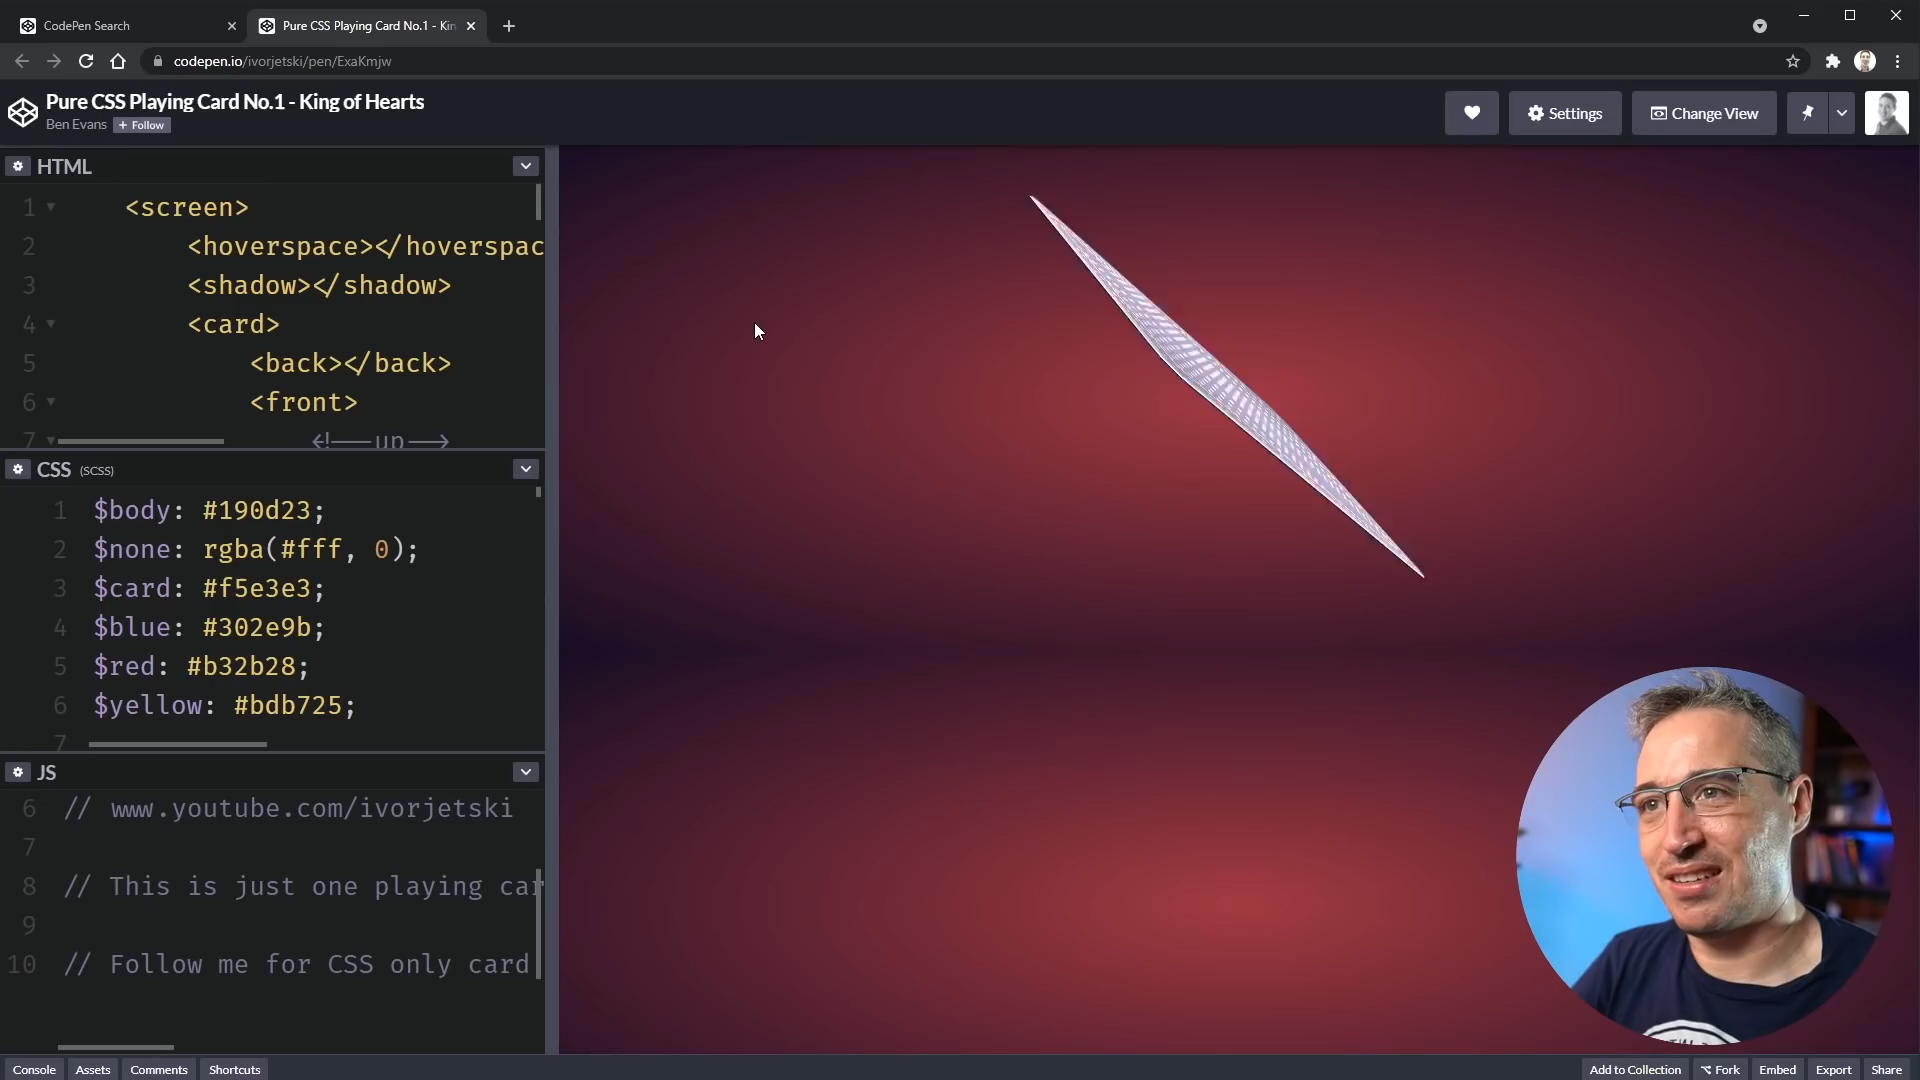 CodePen Search
Pure CSS Playing Card No.1 - Kin
codepen.io/ivorjetski/pen/ExaKmjw
Pure CSS Playing Card No.1 - King of Hearts
Ben Evans + Follow
Settings
Change View
HTML
1 <screen>
2 <hoverspace></hoverspac
3 <shadow></shadow>
4 <card>
5 <back></back>
6 <front>
7 <!-- up -->
CSS (SCSS)
1 $body: #190d23;
2 $none: rgba(#fff, 0);
3 $card: #f5e3e3;
4 $blue: #302e9b;
5 $red: #b32b28;
6 $yellow: #bdb725;
7
JS
6 // www.youtube.com/ivorjetski
7
8 // This is just one playing car
9
10 // Follow me for CSS only card
Console Assets Comments Shortcuts
Add to Collection Fork Embed Export Share